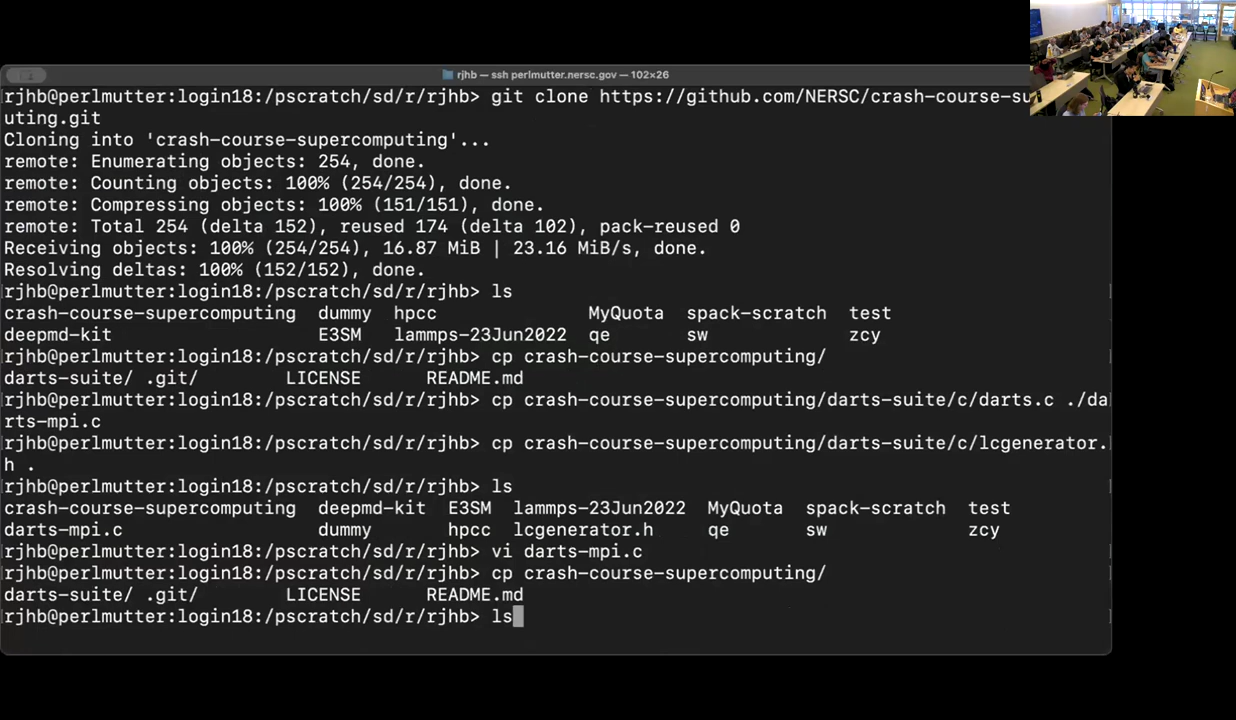 rjhb — ssh perlmutter.nersc.gov — 102×26
rjhb@perlmutter:login18:/pscratch/sd/r/rjhb> git clone https://github.com/NERSC/crash-course-su
uting.git
Cloning into 'crash-course-supercomputing'...
remote: Enumerating objects: 254, done.
remote: Counting objects: 100% (254/254), done.
remote: Compressing objects: 100% (151/151), done.
remote: Total 254 (delta 152), reused 174 (delta 102), pack-reused 0
Receiving objects: 100% (254/254), 16.87 MiB | 23.16 MiB/s, done.
Resolving deltas: 100% (152/152), done.
rjhb@perlmutter:login18:/pscratch/sd/r/rjhb> ls
crash-course-supercomputing  dummy  hpcc              MyQuota  spack-scratch  test
deepmd-kit                   E3SM   lammps-23Jun2022  qe       sw             zcy
rjhb@perlmutter:login18:/pscratch/sd/r/rjhb> cp crash-course-supercomputing/
darts-suite/ .git/        LICENSE      README.md
rjhb@perlmutter:login18:/pscratch/sd/r/rjhb> cp crash-course-supercomputing/darts-suite/c/darts.c ./da
rts-mpi.c
rjhb@perlmutter:login18:/pscratch/sd/r/rjhb> cp crash-course-supercomputing/darts-suite/c/lcgenerator.
h .
rjhb@perlmutter:login18:/pscratch/sd/r/rjhb> ls
crash-course-supercomputing  deepmd-kit  E3SM  lammps-23Jun2022  MyQuota  spack-scratch  test
darts-mpi.c                  dummy       hpcc  lcgenerator.h     qe       sw             zcy
rjhb@perlmutter:login18:/pscratch/sd/r/rjhb> vi darts-mpi.c
rjhb@perlmutter:login18:/pscratch/sd/r/rjhb> cp crash-course-supercomputing/
darts-suite/ .git/        LICENSE      README.md
rjhb@perlmutter:login18:/pscratch/sd/r/rjhb> ls